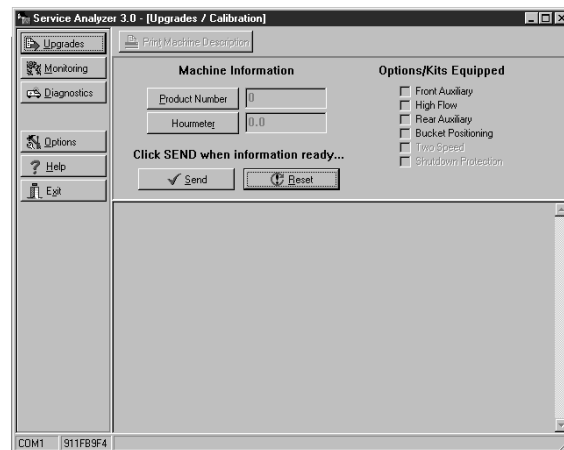 Service Analyzer 3.0 - [Upgrades / Calibration]
Upgrades
Print Machine Description
Monitoring
Diagnostics
Options
Help
Exit
Machine Information
Product Number
0
Hourmeter
0.0
Click SEND when information ready...
Send
Reset
Options/Kits Equipped
Front Auxiliary
High Flow
Rear Auxiliary
Bucket Positioning
Two Speed
Shutdown Protection
COM1
911FB9F4